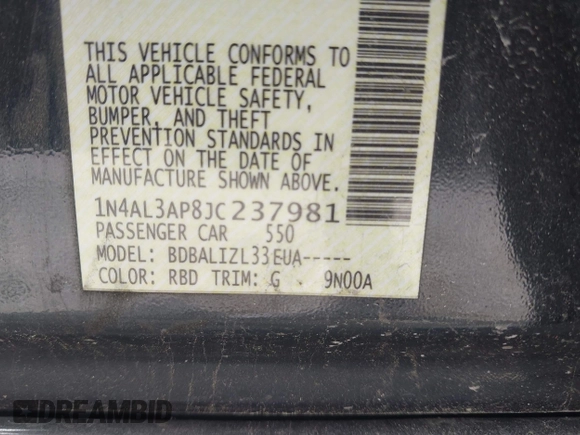 THIS VEHICLE CONFORMS TO
ALL APPLICABLE FEDERAL
MOTOR VEHICLE SAFETY,
BUMPER, AND THEFT
PREVENTION STANDARDS IN
EFFECT ON THE DATE OF
MANUFACTURE SHOWN ABOVE.
1N4AL3AP8JC237981
PASSENGER CAR 550
MODEL: BDBALIZL33EUA-----
COLOR: RBD TRIM: G 9N00A
DREAMBID